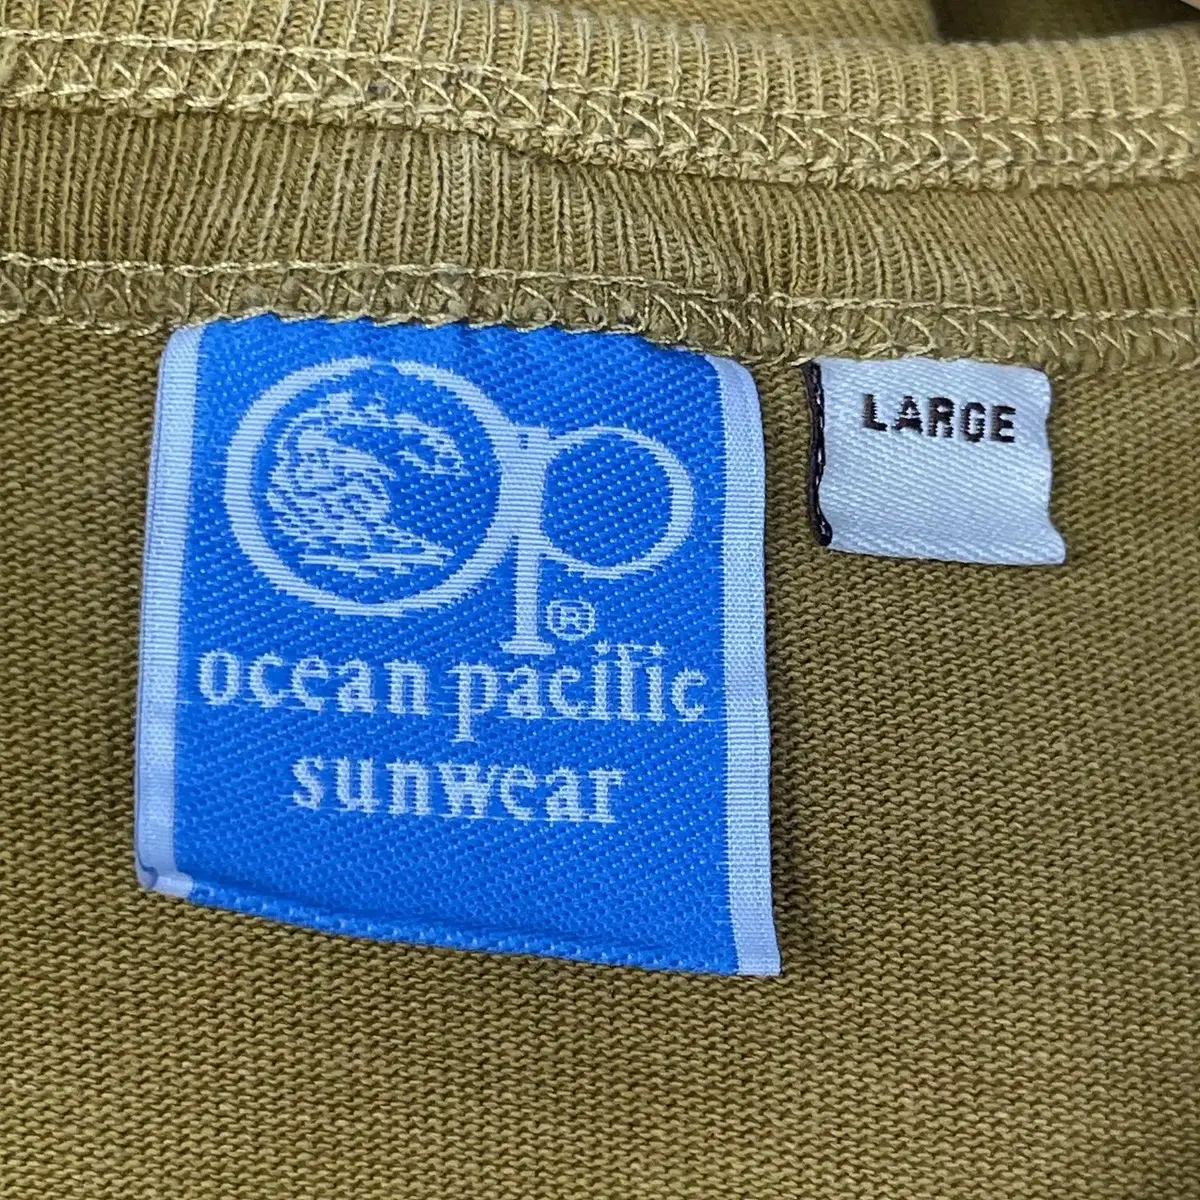 Op®
ocean pacific
sunwear
LARGE